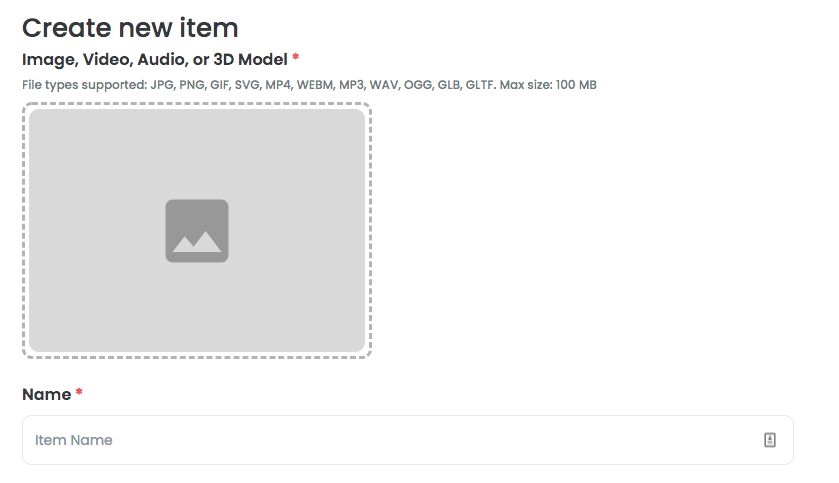 Create new item
Image, Video, Audio, or 3D Model *
File types supported: JPG, PNG, GIF, SVG, MP4, WEBM, MP3, WAV, OGG, GLB, GLTF. Max size: 100 MB
Name *
Item Name